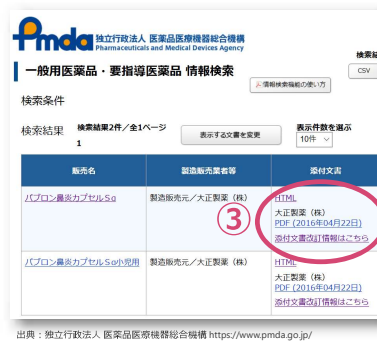 Pmda 独立行政法人 医薬品医療機器総合機構
Pharmaceuticals and Medical Devices Agency
検索結
一般用医薬品・要指導医薬品 情報検索
CSV
情報検索機能の使い方
検索条件
検索結果 検索結果2件/全1ページ
1
表示する文書を変更
表示件数を選ぶ
10件
販売名 製造販売業者等 添付文書
パブロン鼻炎カプセルSα 製造販売元/大正製薬(株) HTML
大正製薬(株)
PDF (2016年04月22日)
添付文書改訂情報はこちら
③
パブロン鼻炎カプセルSα小児用 製造販売元/大正製薬(株) HTML
大正製薬(株)
PDF (2016年04月22日)
添付文書改訂情報はこちら
出典:独立行政法人 医薬品医療機器総合機構 https://www.pmda.go.jp/